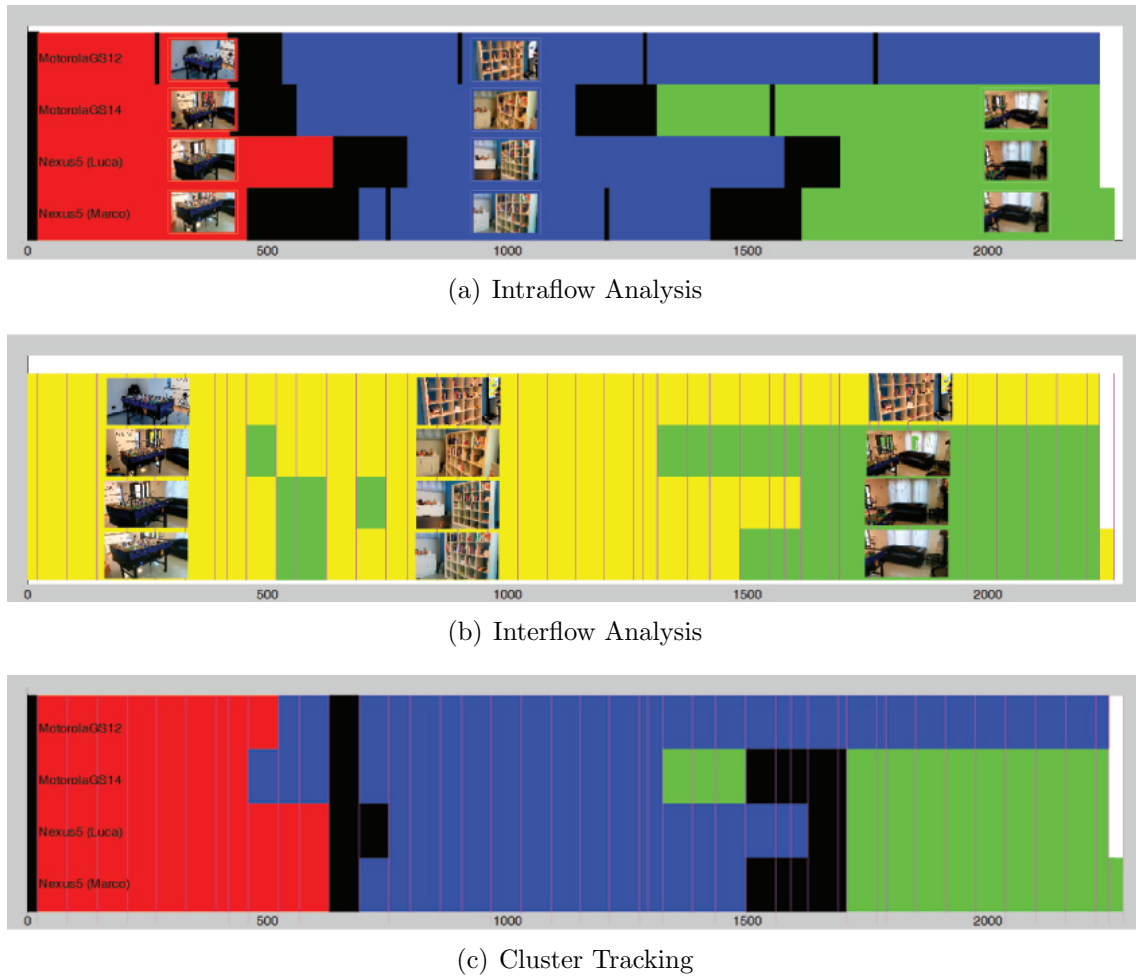 MotorolaGS12
MotorolaGS14
Nexus5 (Luca)
Nexus5 (Marco)
0 500 1000 1500 2000
(a) Intraflow Analysis
0 500 1000 1500 2000
(b) Interflow Analysis
MotorolaGS12
MotorolaGS14
Nexus5 (Luca)
Nexus5 (Marco)
0 500 1000 1500 2000
(c) Cluster Tracking